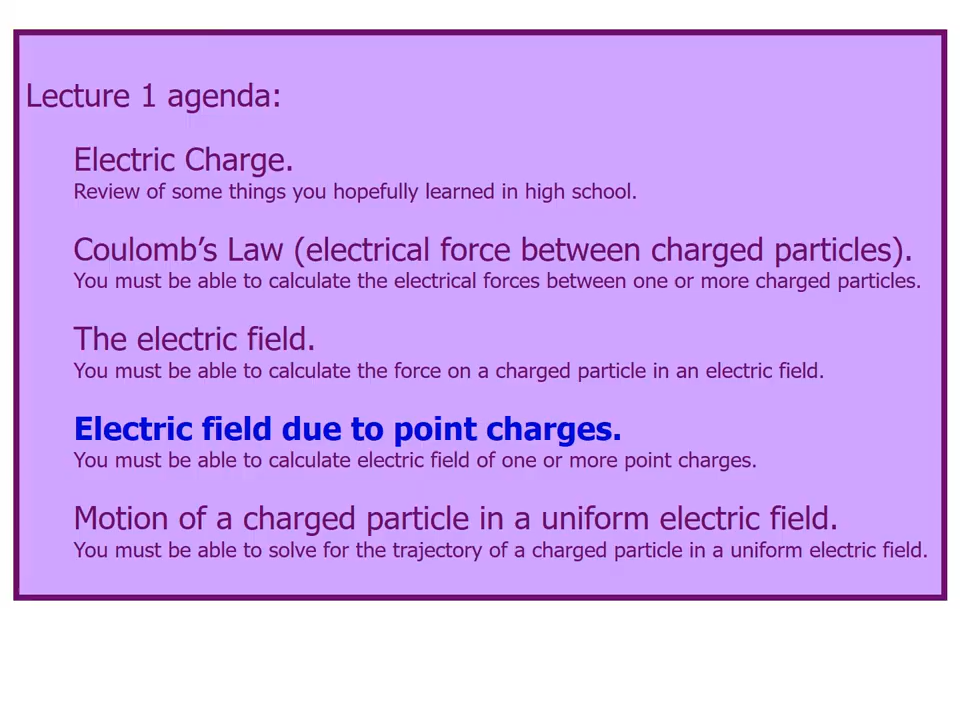 Lecture 1 agenda:
Electric Charge.
Review of some things you hopefully learned in high school.
Coulomb’s Law (electrical force between charged particles).
You must be able to calculate the electrical forces between one or more charged particles.
The electric field.
You must be able to calculate the force on a charged particle in an electric field.
Electric field due to point charges.
You must be able to calculate electric field of one or more point charges.
Motion of a charged particle in a uniform electric field.
You must be able to solve for the trajectory of a charged particle in a uniform electric field.